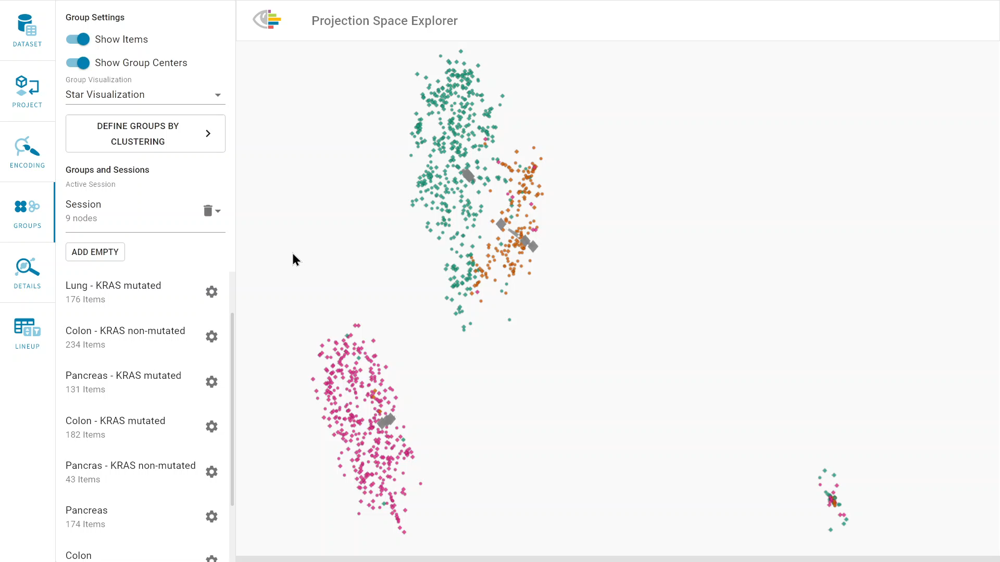 DATASET
PROJECT
ENCODING
GROUPS
DETAILS
LINEUP
Group Settings
Show Items
Show Group Centers
Group Visualization
Star Visualization
DEFINE GROUPS BY
CLUSTERING
Groups and Sessions
Active Session
Session
9 nodes
ADD EMPTY
Lung - KRAS mutated
176 Items
Colon - KRAS non-mutated
234 Items
Pancreas - KRAS mutated
131 Items
Colon - KRAS mutated
182 Items
Pancras - KRAS non-mutated
43 Items
Pancreas
174 Items
Colon
Projection Space Explorer